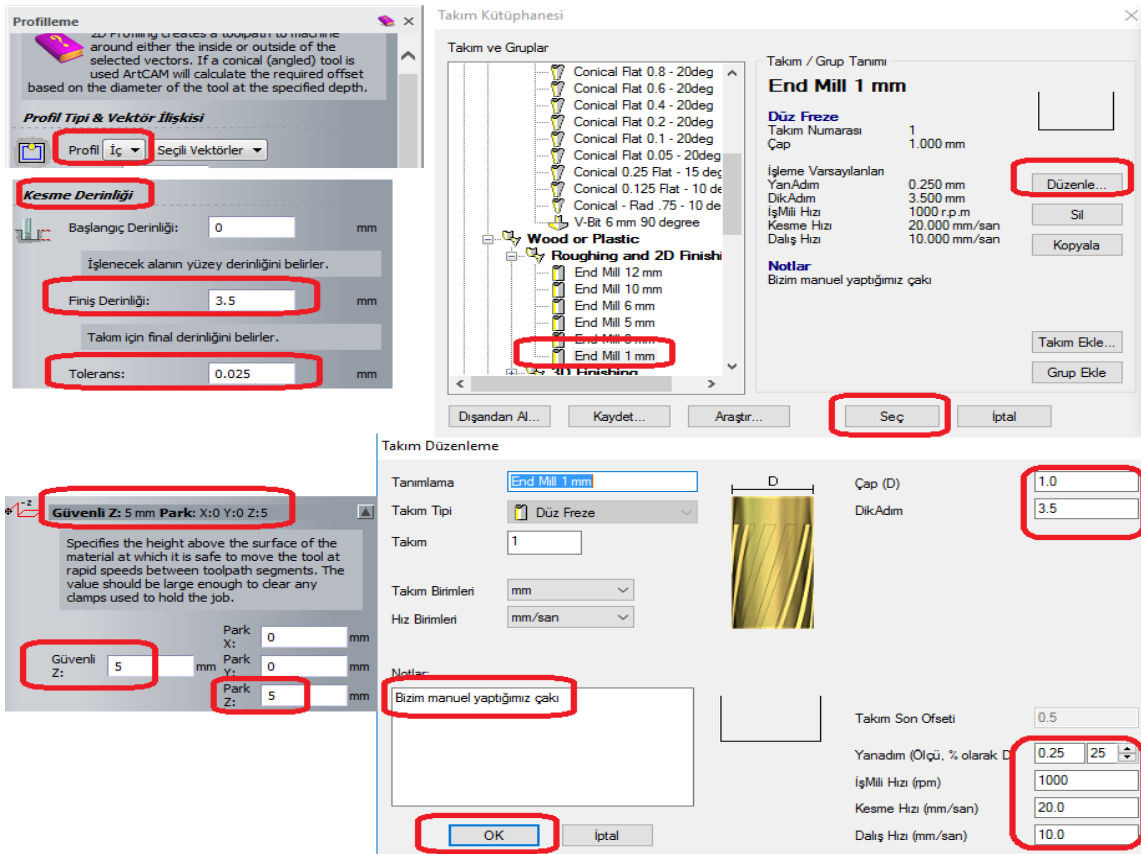 Profilleme
2D Profiling creates a toolpath to machine
around either the inside or outside of the
selected vectors. If a conical (angled) tool is
used ArtCAM will calculate the required offset
based on the diameter of the tool at the specified depth.
Profil Tipi & Vektör İlişkisi
Profil İç Seçili Vektörler
Kesme Derinliği
Başlangıç Derinliği: 0 mm
İşlenecek alanın yüzey derinliğini belirler.
Finiş Derinliği: 3.5 mm
Takım için final derinliğini belirler.
Tolerans: 0.025 mm
Takım Kütüphanesi
Takım ve Gruplar
Conical Flat 0.8 - 20deg
Conical Flat 0.6 - 20deg
Conical Flat 0.4 - 20deg
Conical Flat 0.2 - 20deg
Conical Flat 0.1 - 20deg
Conical Flat 0.05 - 20deg
Conical 0.25 Flat - 15 deg
Conical 0.125 Flat - 10 de
Conical - Rad .75 - 10 de
V-Bit 6 mm 90 degree
Wood or Plastic
Roughing and 2D Finishi
End Mill 12 mm
End Mill 10 mm
End Mill 6 mm
End Mill 5 mm
End Mill 3 mm
End Mill 1 mm
3D Finishing
Dışarıdan Al... Kaydet... Araştır... Seç İptal
Takım / Grup Tanımı
End Mill 1 mm
Düz Freze
Takım Numarası 1
Çap 1.000 mm
İşleme Varsayılanları
YanAdım 0.250 mm
DikAdım 3.500 mm
İşMili Hızı 1000 r.p.m
Kesme Hızı 20.000 mm/san
Dalış Hızı 10.000 mm/san
Notlar
Bizim manuel yaptığımız çakı
Düzenle...
Sil
Kopyala
Takım Ekle...
Grup Ekle
-z
Güvenli Z: 5 mm Park: X:0 Y:0 Z:5
Specifies the height above the surface of the
material at which it is safe to move the tool at
rapid speeds between toolpath segments. The
value should be large enough to clear any
clamps used to hold the job.
Park X: 0 mm
Güvenli Z: 5 mm Park Y: 0 mm
Park Z: 5 mm
Takım Düzenleme
Tanımlama End Mill 1 mm
Takım Tipi Düz Freze
Takım 1
Takım Birimleri mm
Hız Birimleri mm/san
Notlar:
Bizim manuel yaptığımız çakı
OK İptal
D
Çap (D) 1.0
DikAdım 3.5
Takım Son Ofseti 0.5
Yanadım (Ölçü, % olarak D 0.25 25
İşMili Hızı (rpm) 1000
Kesme Hızı (mm/san) 20.0
Dalış Hızı (mm/san) 10.0